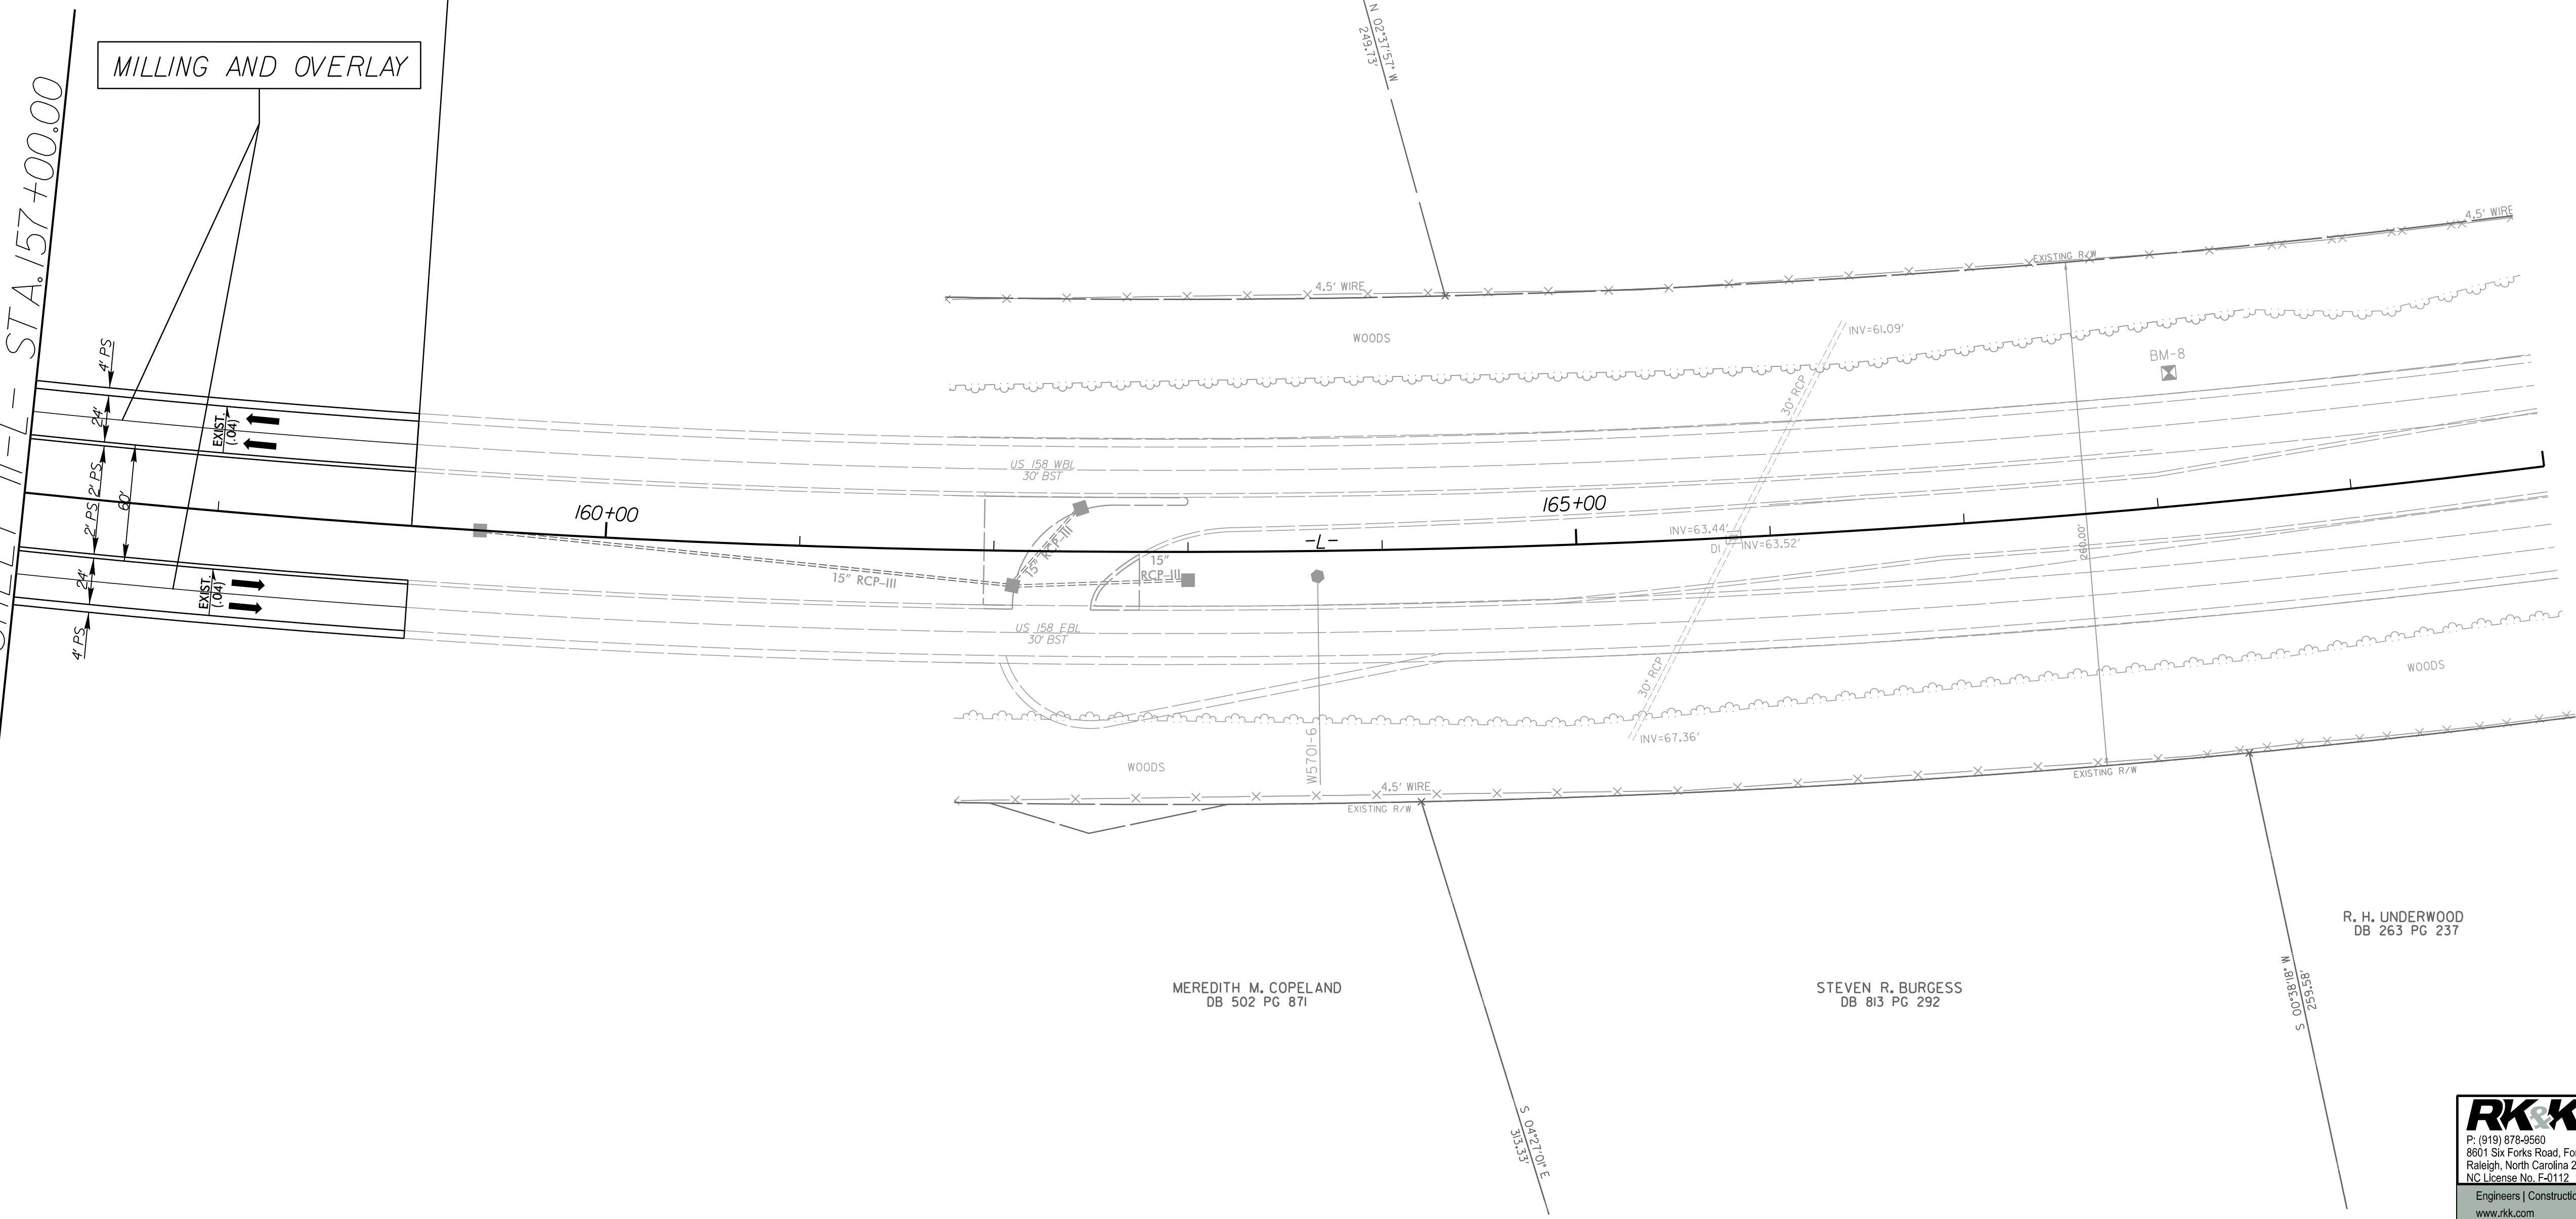 MILLING AND OVERLAY
STA. 157+00.00
-L-
4' PS
24'
2' PS
2' PS
60'
24'
4' PS
EXIST.
(.04)
EXIST.
(.04)
N 02°37'57" W
249.73'
4.5' WIRE
EXISTING R/W
4.5' WIRE
WOODS
INV=61.09'
BM-8
30" RCP
US 158 WBL
30' BST
160+00
165+00
-L-
INV=63.44'
DI
INV=63.52'
260.00'
15" RCP-III
15" RCP-III
15"
RCP-III
US 158 EBL
30' BST
30" RCP
INV=67.36'
WOODS
WOODS
W5701-6
4.5' WIRE
EXISTING R/W
EXISTING R/W
R. H. UNDERWOOD
DB 263 PG 237
MEREDITH M. COPELAND
DB 502 PG 871
STEVEN R. BURGESS
DB 813 PG 292
S 00°38'18" W
259.58'
S 04°27'01" E
313.33'
RK&K
P: (919) 878-9560
8601 Six Forks Road,
Raleigh, North Carolina
NC License No. F-0112
Engineers |
www.rkk.com